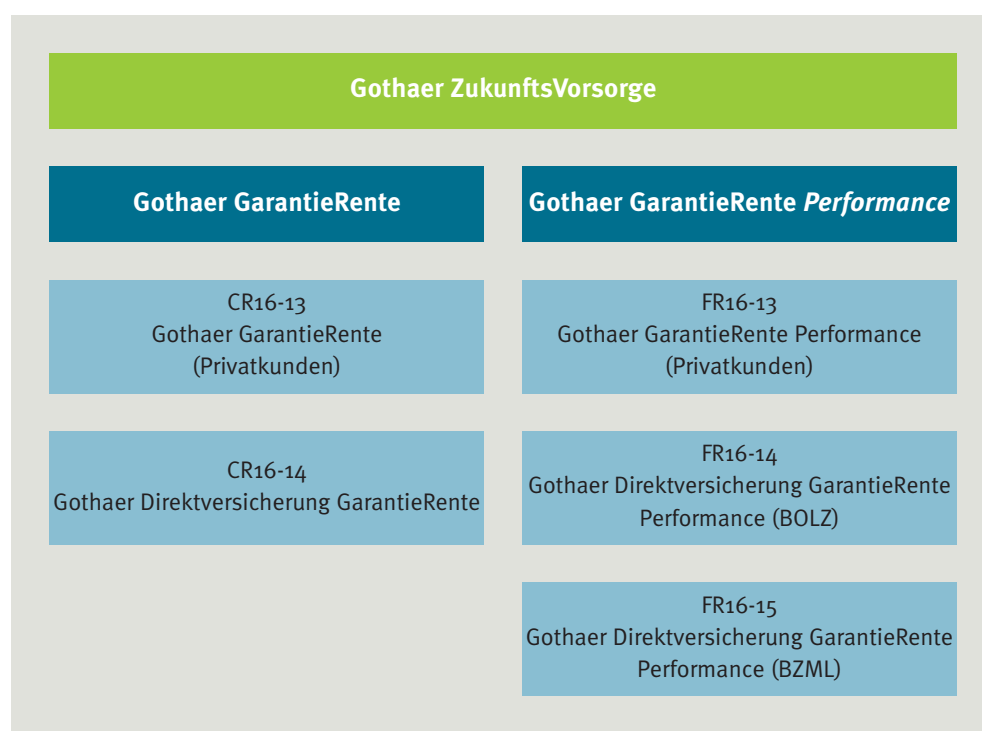 Gothaer ZukunftsVorsorge
Gothaer GarantieRente
CR16-13
Gothaer GarantieRente
(Privatkunden)
CR16-14
Gothaer Direktversicherung GarantieRente
Gothaer GarantieRente Performance
FR16-13
Gothaer GarantieRente Performance
(Privatkunden)
FR16-14
Gothaer Direktversicherung GarantieRente
Performance (BOLZ)
FR16-15
Gothaer Direktversicherung GarantieRente
Performance (BZML)